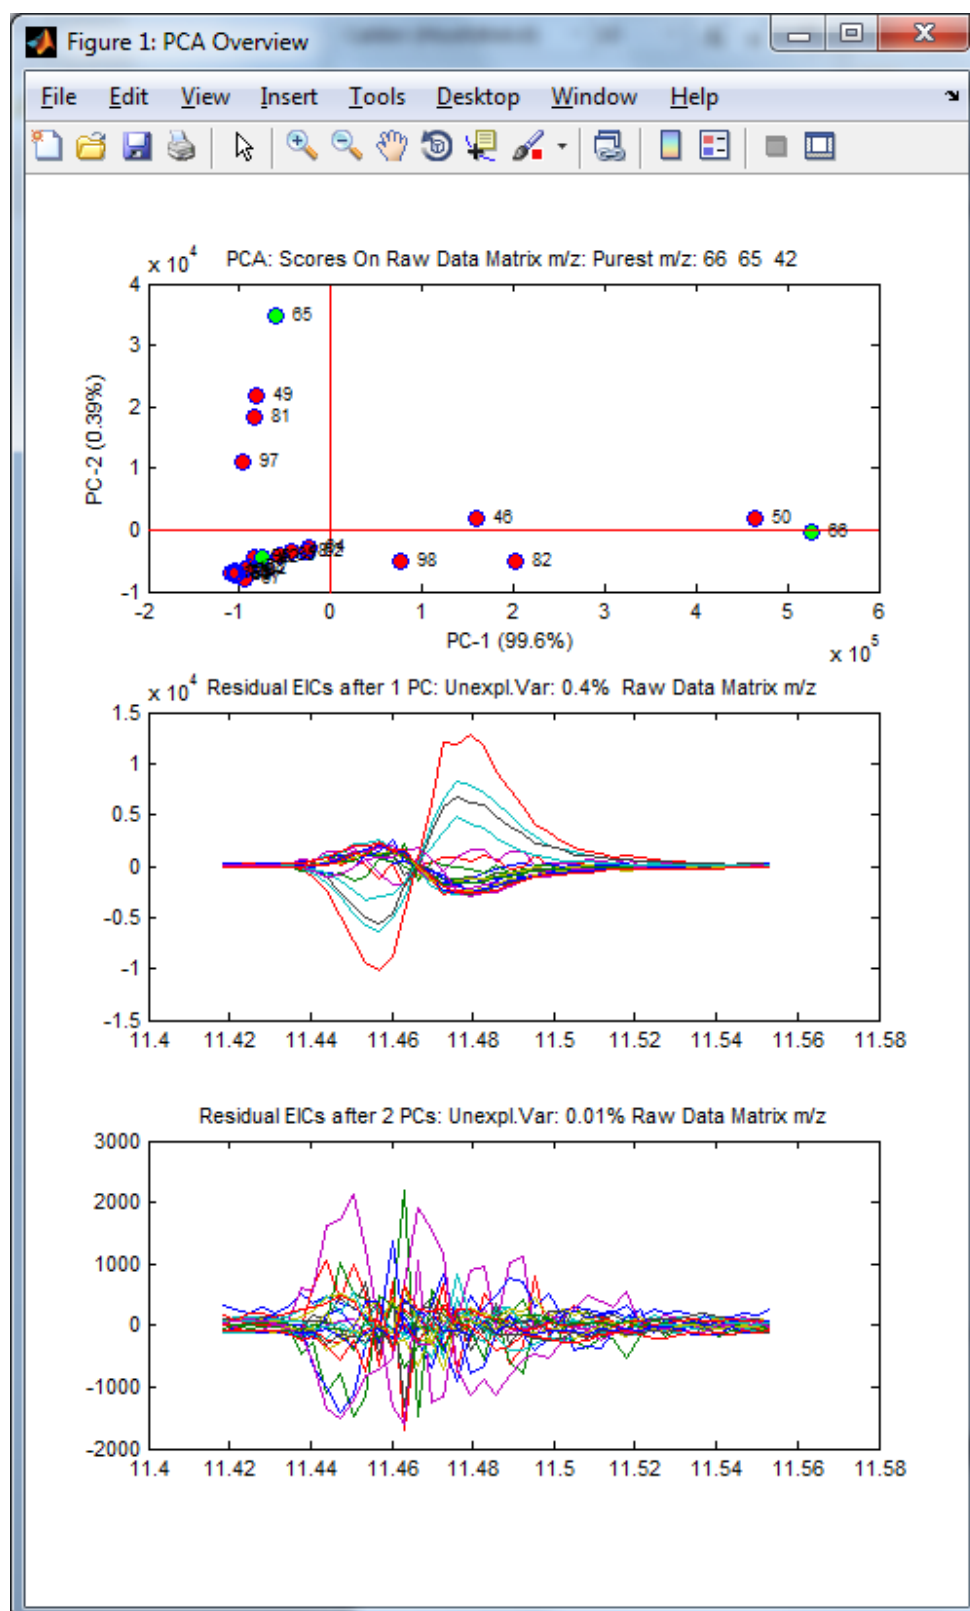 Figure 1: PCA Overview
File Edit View Insert Tools Desktop Window Help
x 10^4 PCA: Scores On Raw Data Matrix m/z: Purest m/z: 66 65 42
4
3
2
1
0
-1
PC-2 (0.39%)
65
49
81
97
46
50
66
98
82
-2 -1 0 1 2 3 4 5 6
PC-1 (99.6%)
x 10^5
x 10^4 Residual EICs after 1 PC: Unexpl.Var: 0.4% Raw Data Matrix m/z
1.5
1
0.5
0
-0.5
-1
-1.5
11.4 11.42 11.44 11.46 11.48 11.5 11.52 11.54 11.56 11.58
Residual EICs after 2 PCs: Unexpl.Var: 0.01% Raw Data Matrix m/z
3000
2000
1000
0
-1000
-2000
11.4 11.42 11.44 11.46 11.48 11.5 11.52 11.54 11.56 11.58